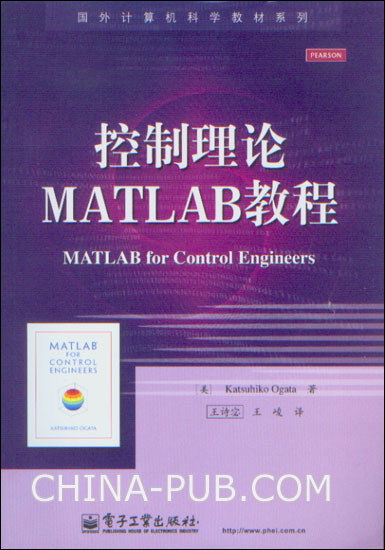 国外计算机科学教材系列
PEARSON
控制理论
MATLAB教程
MATLAB for Control Engineers
MATLAB
FOR
CONTROL
ENGINEERS
KATSUHIKO OGATA
[美] Katsuhiko Ogata 著
王诗宓 王峻 译
CHINA-PUB.COM
电子工业出版社
PUBLISHING HOUSE OF ELECTRONICS INDUSTRY
http://www.phei.com.cn